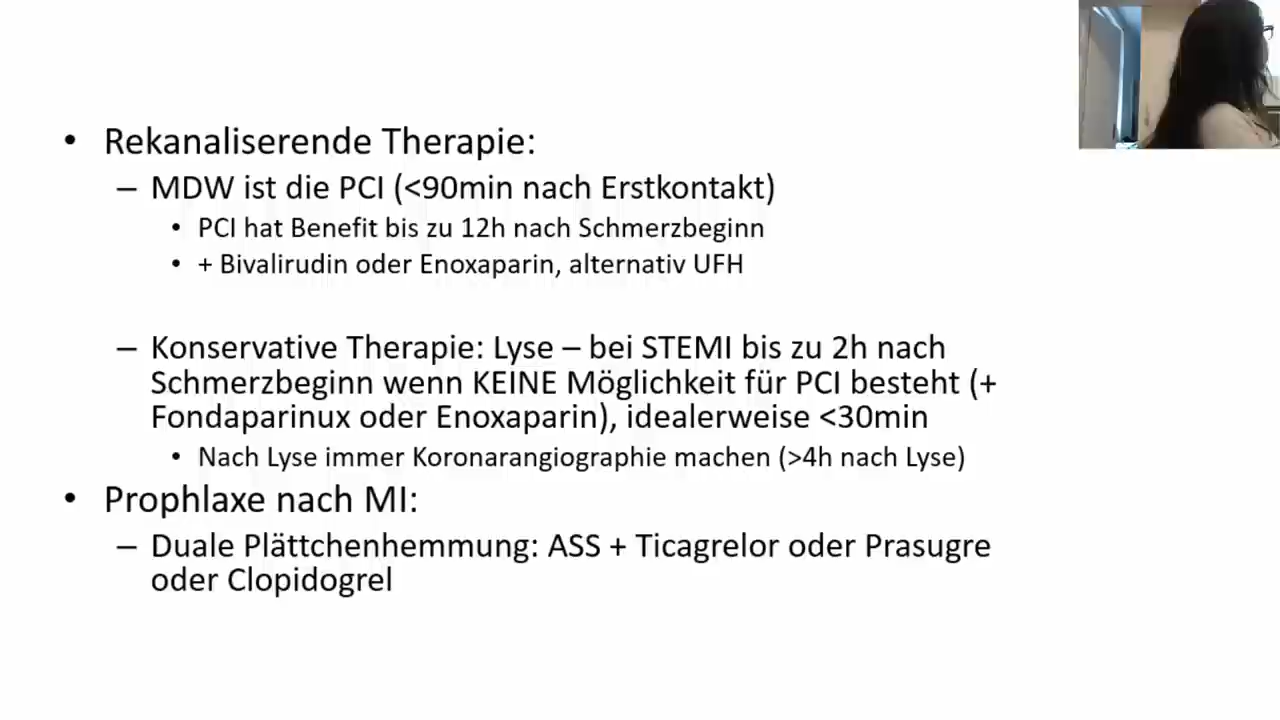 • Rekanaliserende Therapie:
– MDW ist die PCI (<90min nach Erstkontakt)
• PCI hat Benefit bis zu 12h nach Schmerzbeginn
• + Bivalirudin oder Enoxaparin, alternativ UFH
– Konservative Therapie: Lyse – bei STEMI bis zu 2h nach
Schmerzbeginn wenn KEINE Möglichkeit für PCI besteht (+
Fondaparinux oder Enoxaparin), idealerweise <30min
• Nach Lyse immer Koronarangiographie machen (>4h nach Lyse)
• Prophlaxe nach MI:
– Duale Plättchenhemmung: ASS + Ticagrelor oder Prasugre
oder Clopidogrel